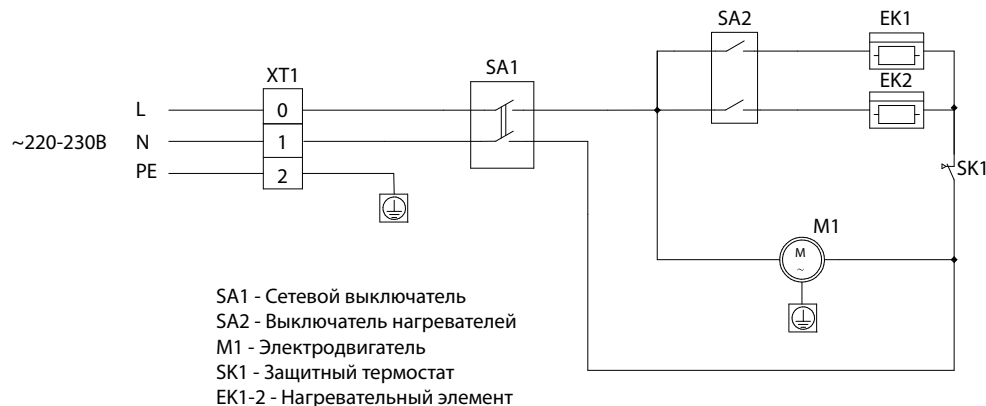 SA2
EK1
EK2
XT1
SA1
L
0
~220-230В
N
1
PE
2
SK1
M1
M
~
SA1 - Сетевой выключатель
SA2 - Выключатель нагревателей
M1 - Электродвигатель
SK1 - Защитный термостат
EK1-2 - Нагревательный элемент